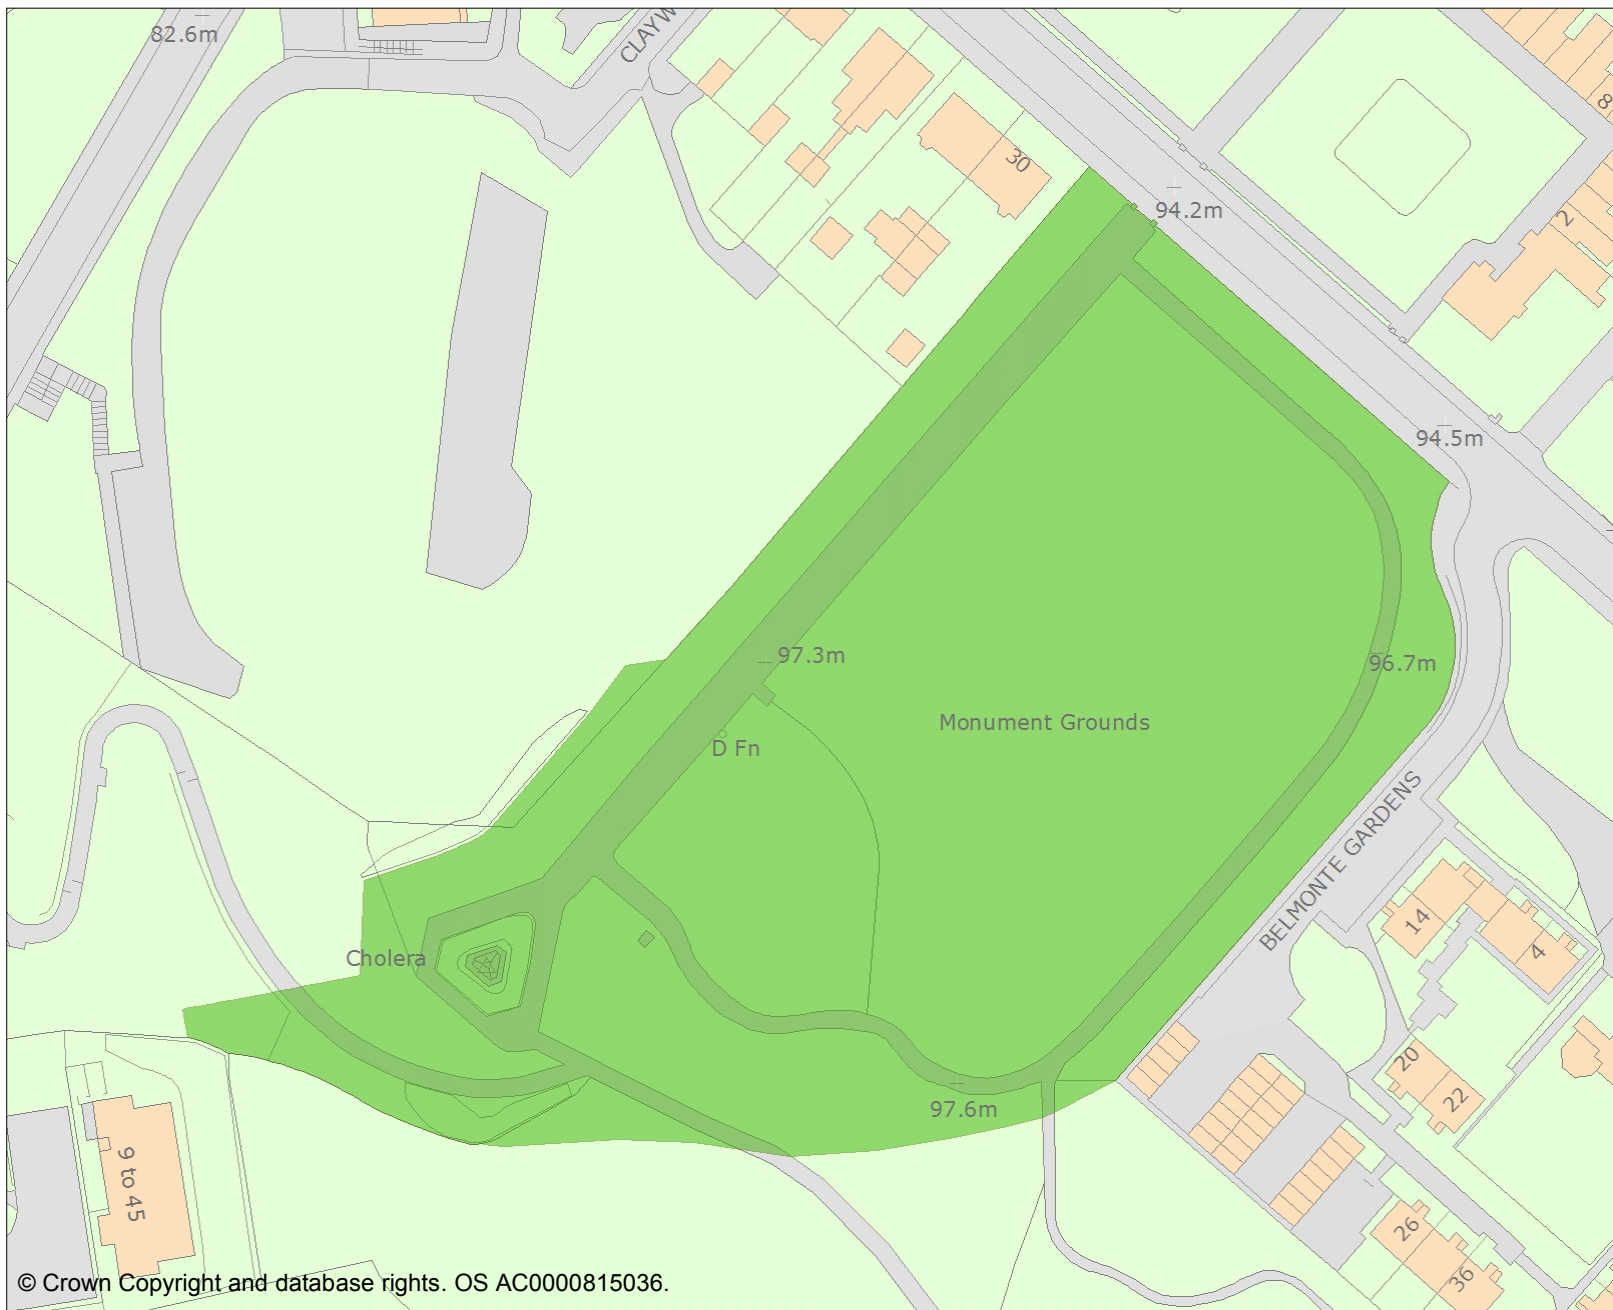 82.6m
CLAYW
8
30
94.2m
2
94.5m
97.3m
96.7m
Monument Grounds
D Fn
BELMONTE GARDENS
14
4
Cholera
20
22
97.6m
9 to 45
26
36
© Crown Copyright and database rights. OS AC0000815036.